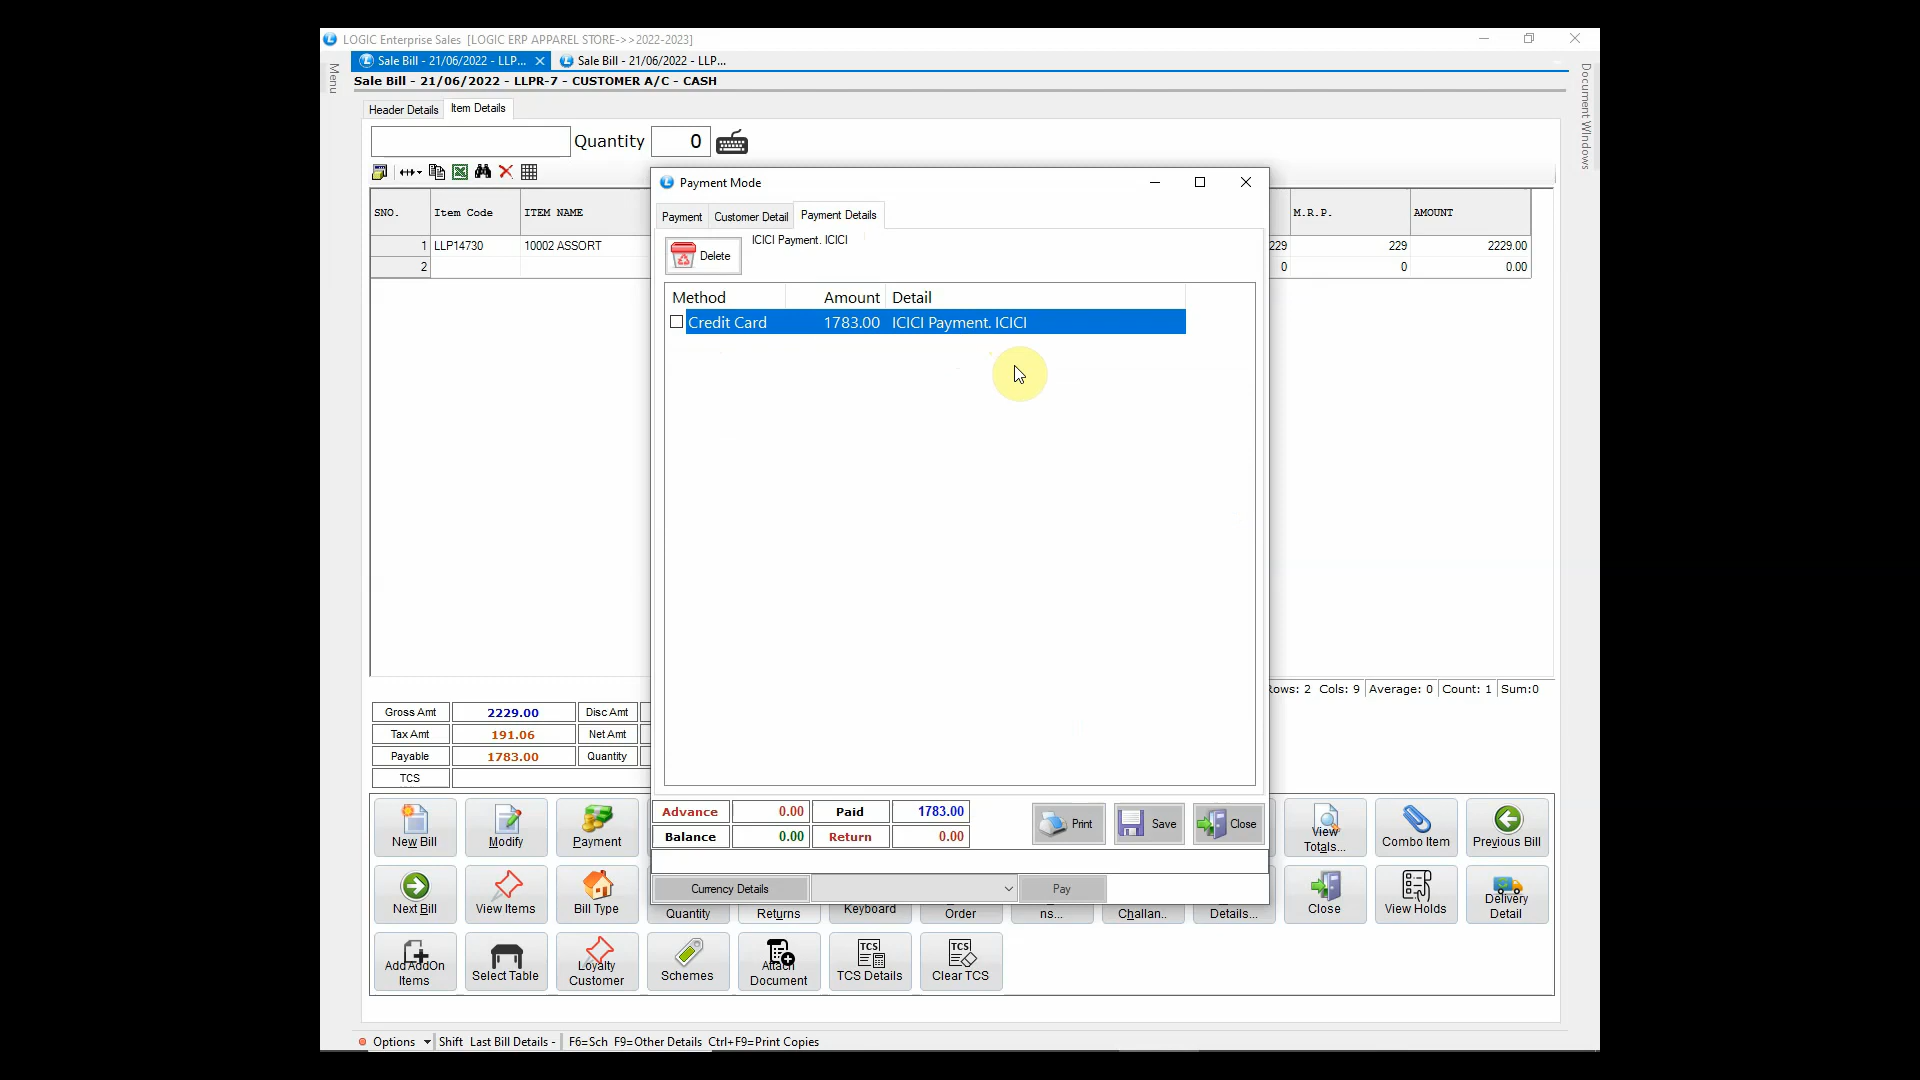 LOGIC Enterprise Sales [LOGIC ERP APPAREL STORE->>2022-2023]
Menu
Sale Bill - 21/06/2022 - LLP...
Sale Bill - 21/06/2022 - LLP...
Document Windows
Sale Bill - 21/06/2022 - LLPR-7 - CUSTOMER A/C - CASH
Header Details
Item Details
Quantity 0
SNO. Item Code ITEM NAME
M.R.P. AMOUNT
1 LLP14730 10002 ASSORT
229 229 2229.00
2
0 0 0.00
Payment Mode
Payment Customer Detail Payment Details
Delete
ICICI Payment. ICICI
Method Amount Detail
Credit Card 1783.00 ICICI Payment. ICICI
Rows: 2 Cols: 9 Average: 0 Count: 1 Sum:0
Gross Amt 2229.00 Disc Amt
Tax Amt 191.06 Net Amt
Payable 1783.00 Quantity
TCS
Advance 0.00 Paid 1783.00
Balance 0.00 Return 0.00
Print Save Close
Currency Details
Pay
New Bill
Modify
Payment
View Totals...
Combo Item
Previous Bill
Next Bill
View Items
Bill Type
Quantity
Returns
Keyboard
Order
ns...
Challan..
Details...
Close
View Holds
Delivery Detail
Add AddOn Items
Select Table
Loyalty Customer
Schemes
Attach Document
TCS
TCS Details
TCS
Clear TCS
Options Shift Last Bill Details - F6=Sch F9=Other Details Ctrl+F9=Print Copies